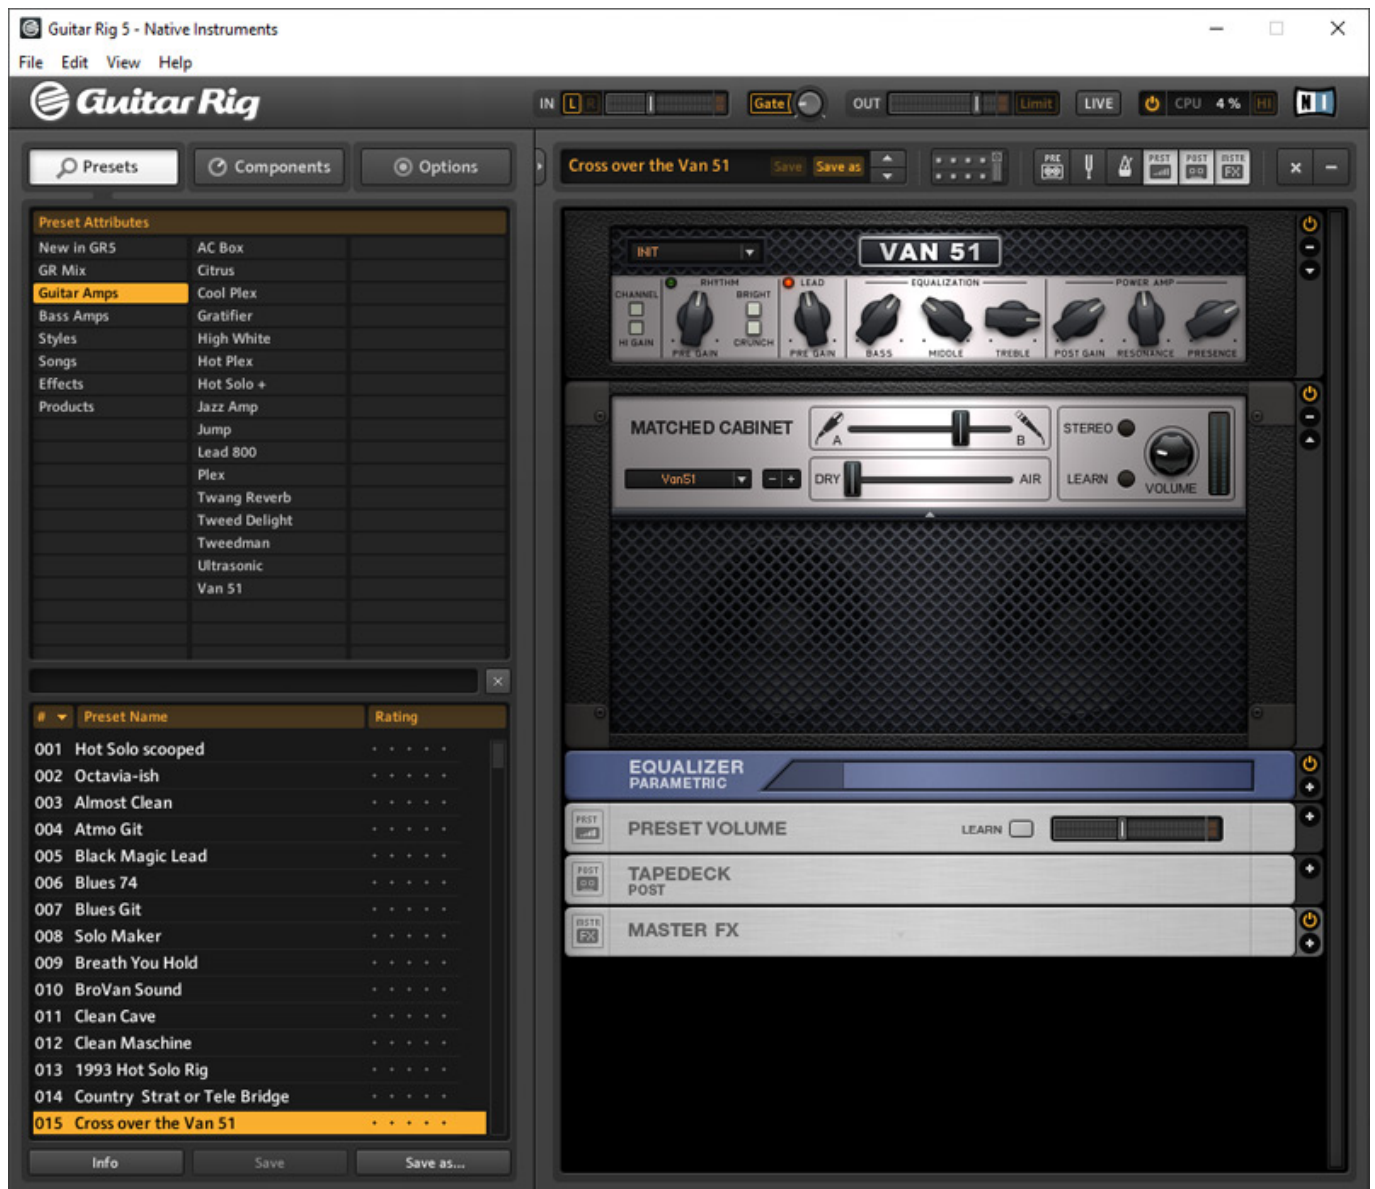 Guitar Rig 5 - Native Instruments
File Edit View Help
Guitar Rig
IN L R Gate OUT Limit LIVE CPU 4 % HI N I
Presets Components Options
Cross over the Van 51 Save Save as PRE PRST POST MSTR FX × −
Preset Attributes
New in GR5 AC Box
GR Mix Citrus
Guitar Amps Cool Plex
Bass Amps Gratifier
Styles High White
Songs Hot Plex
Effects Hot Solo +
Products Jazz Amp
Jump
Lead 800
Plex
Twang Reverb
Tweed Delight
Tweedman
Ultrasonic
Van 51
# Preset Name Rating
001 Hot Solo scooped
002 Octavia-ish
003 Almost Clean
004 Atmo Git
005 Black Magic Lead
006 Blues 74
007 Blues Git
008 Solo Maker
009 Breath You Hold
010 BroVan Sound
011 Clean Cave
012 Clean Maschine
013 1993 Hot Solo Rig
014 Country Strat or Tele Bridge
015 Cross over the Van 51
Info Save Save as...
INIT VAN 51
RHYTHM LEAD EQUALIZATION POWER AMP
CHANNEL BRIGHT
HI GAIN PRE GAIN CRUNCH PRE GAIN BASS MIDDLE TREBLE POST GAIN RESONANCE PRESENCE
MATCHED CABINET A B STEREO
Van51 − + DRY AIR LEARN VOLUME
EQUALIZER
PARAMETRIC
PRST PRESET VOLUME LEARN
POST TAPEDECK
POST
MSTR FX MASTER FX